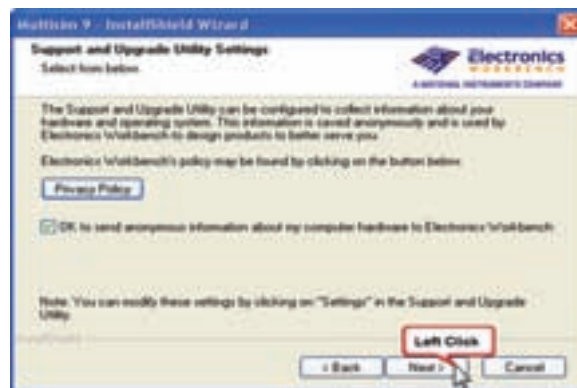 Multisim 9 - InstallShield Wizard
Support and Upgrade Utility Settings
Select from below.
Electronics
WORKBENCH
A NATIONAL INSTRUMENTS COMPANY
The Support and Upgrade Utility can be configured to collect information about your
hardware and operating system. This information is saved anonymously and is used by
Electronics Workbench to design products to better serve you.
Electronics Workbench's policy may be found by clicking on the button below.
Privacy Policy
OK to send anonymous information about my computer hardware to Electronics Workbench
Note: You can modify these settings by clicking on "Settings" in the Support and Upgrade
Utility.
InstallShield
Left Click
< Back
Next >
Cancel